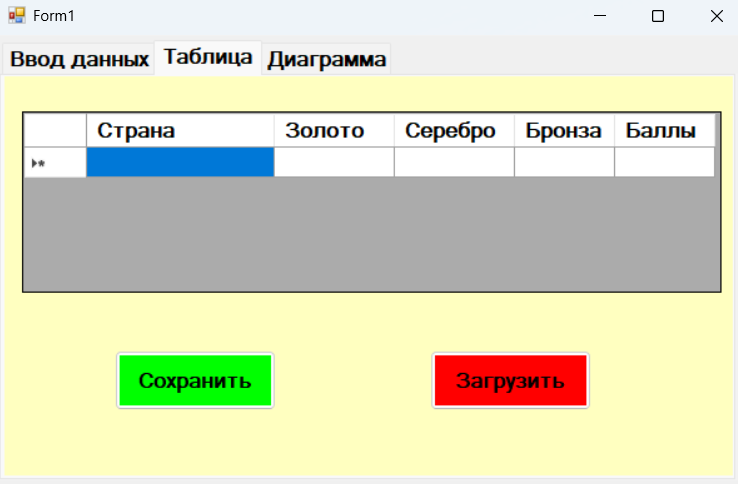 Form1
Ввод данных Таблица Диаграмма
Страна Золото Серебро Бронза Баллы
Сохранить Загрузить